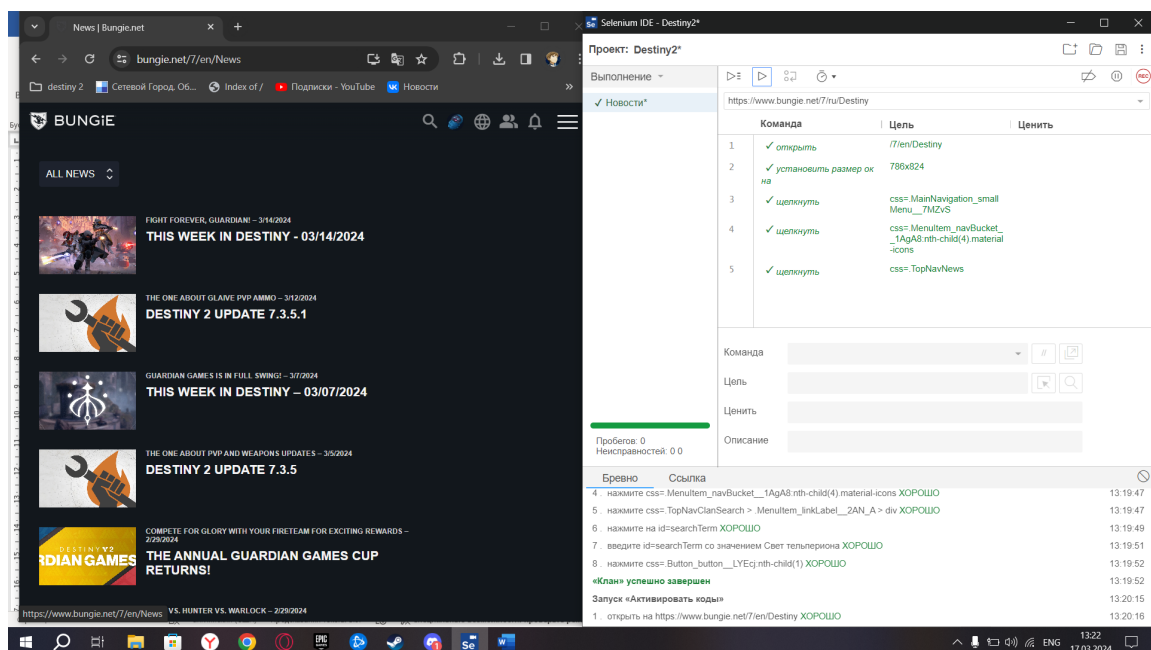 News | Bungie.net
bungie.net/7/en/News
destiny 2
Сетевой Город. Об...
Index of /
Подписки - YouTube
Новости
BUNGiE
ALL NEWS
FIGHT FOREVER, GUARDIAN! – 3/14/2024
THIS WEEK IN DESTINY - 03/14/2024
THE ONE ABOUT GLAIVE PVP AMMO – 3/12/2024
DESTINY 2 UPDATE 7.3.5.1
GUARDIAN GAMES IS IN FULL SWING! – 3/7/2024
THIS WEEK IN DESTINY – 03/07/2024
THE ONE ABOUT PVP AND WEAPONS UPDATES – 3/5/2024
DESTINY 2 UPDATE 7.3.5
DESTINY 2
RDIAN GAMES
COMPETE FOR GLORY WITH YOUR FIRETEAM FOR EXCITING REWARDS –
2/29/2024
THE ANNUAL GUARDIAN GAMES CUP
RETURNS!
VS. HUNTER VS. WARLOCK – 2/29/2024
https://www.bungie.net/7/en/News
Selenium IDE - Destiny2*
Проект: Destiny2*
Выполнение
REC
Новости*
https://www.bungie.net/7/ru/Destiny
Команда Цель Ценить
1 открыть /7/en/Destiny
2 установить размер ок
на
786x824
3 щелкнуть css=.MainNavigation_small
Menu__7MZvS
4 щелкнуть css=.MenuItem_navBucket_
_1AgA8:nth-child(4).material
-icons
5 щелкнуть css=.TopNavNews
Команда
//
Цель
Ценить
Описание
Пробегов: 0
Неисправностей: 0 0
Бревно Ссылка
4 . нажмите css=.MenuItem_navBucket__1AgA8:nth-child(4).material-icons ХОРОШО 13:19:47
5 . нажмите css=.TopNavClanSearch > .MenuItem_linkLabel__2AN_A > div ХОРОШО 13:19:47
6 . нажмите на id=searchTerm ХОРОШО 13:19:49
7 . введите id=searchTerm со значением Свет тельпериона ХОРОШО 13:19:51
8 . нажмите css=.Button_button__LYEcj:nth-child(1) ХОРОШО 13:19:52
«Клан» успешно завершен 13:19:52
Запуск «Активировать коды» 13:20:15
1 . открыть на https://www.bungie.net/7/en/Destiny ХОРОШО 13:20:16
EPIC
Se
ENG
13:22
17.03.2024